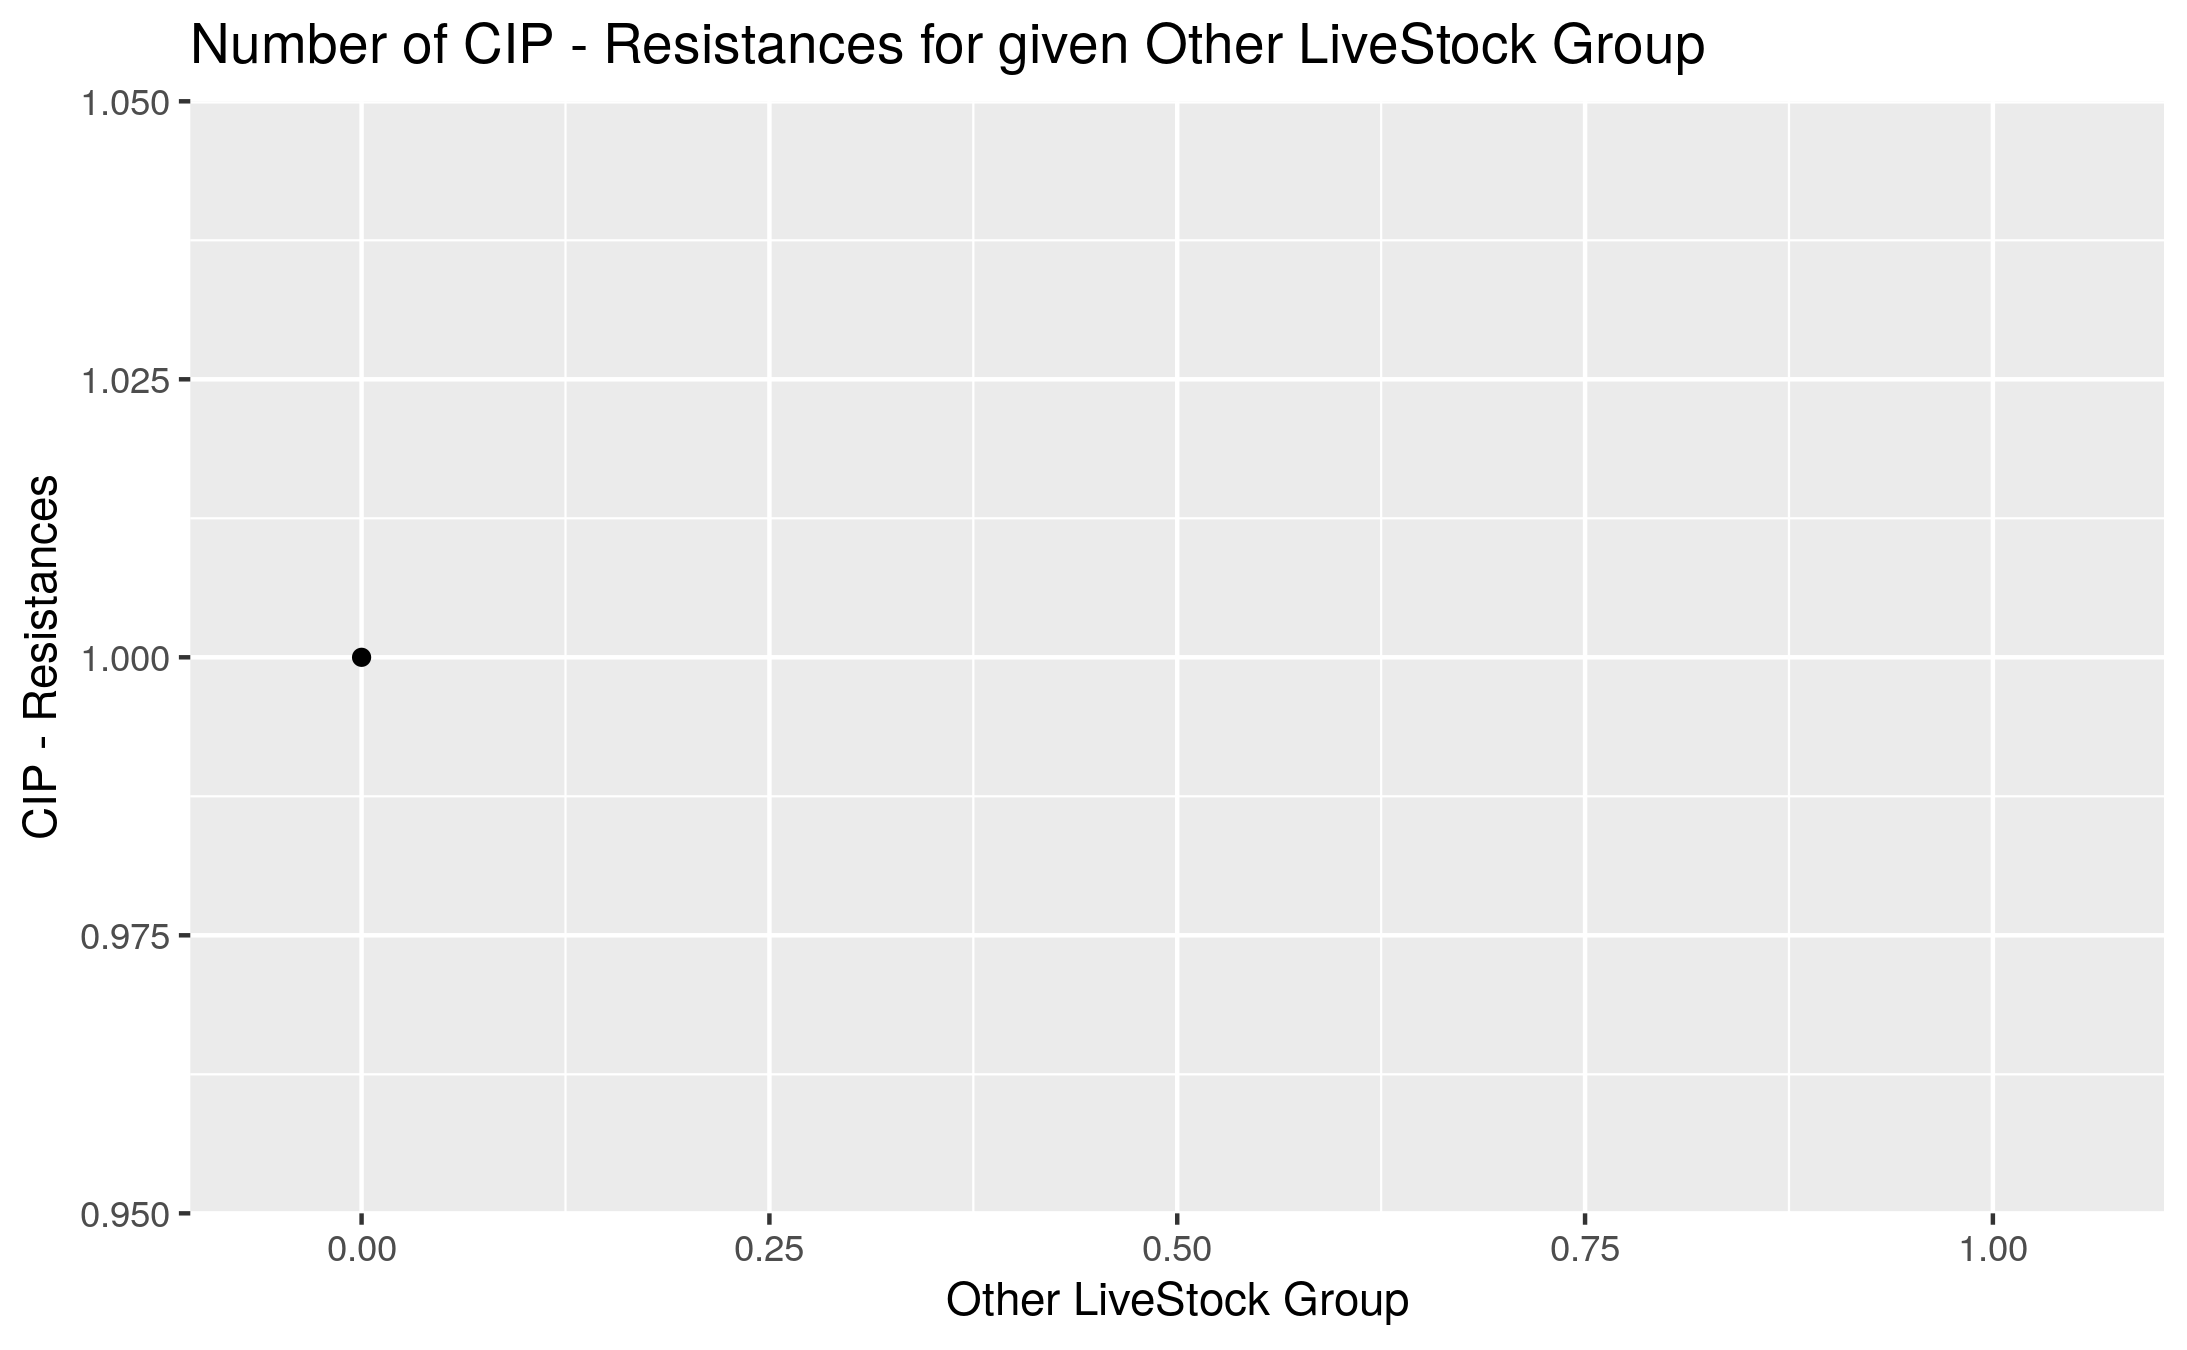 Number of CIP - Resistances for given Other LiveStock Group
1.050
1.025
1.000
0.975
0.950
CIP - Resistances
0.00 0.25 0.50 0.75 1.00
Other LiveStock Group